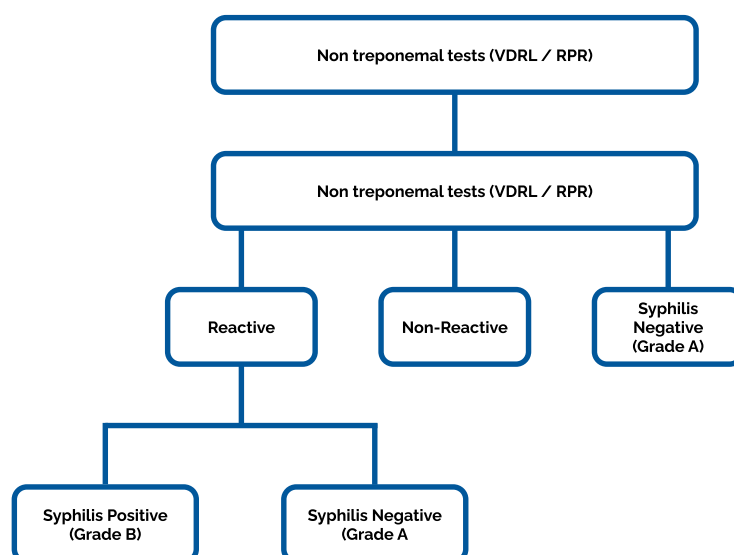 Non treponemal tests (VDRL / RPR)
Non treponemal tests (VDRL / RPR)
Reactive
Non-Reactive
Syphilis
Negative
(Grade A)
Syphilis Positive
(Grade B)
Syphilis Negative
(Grade A